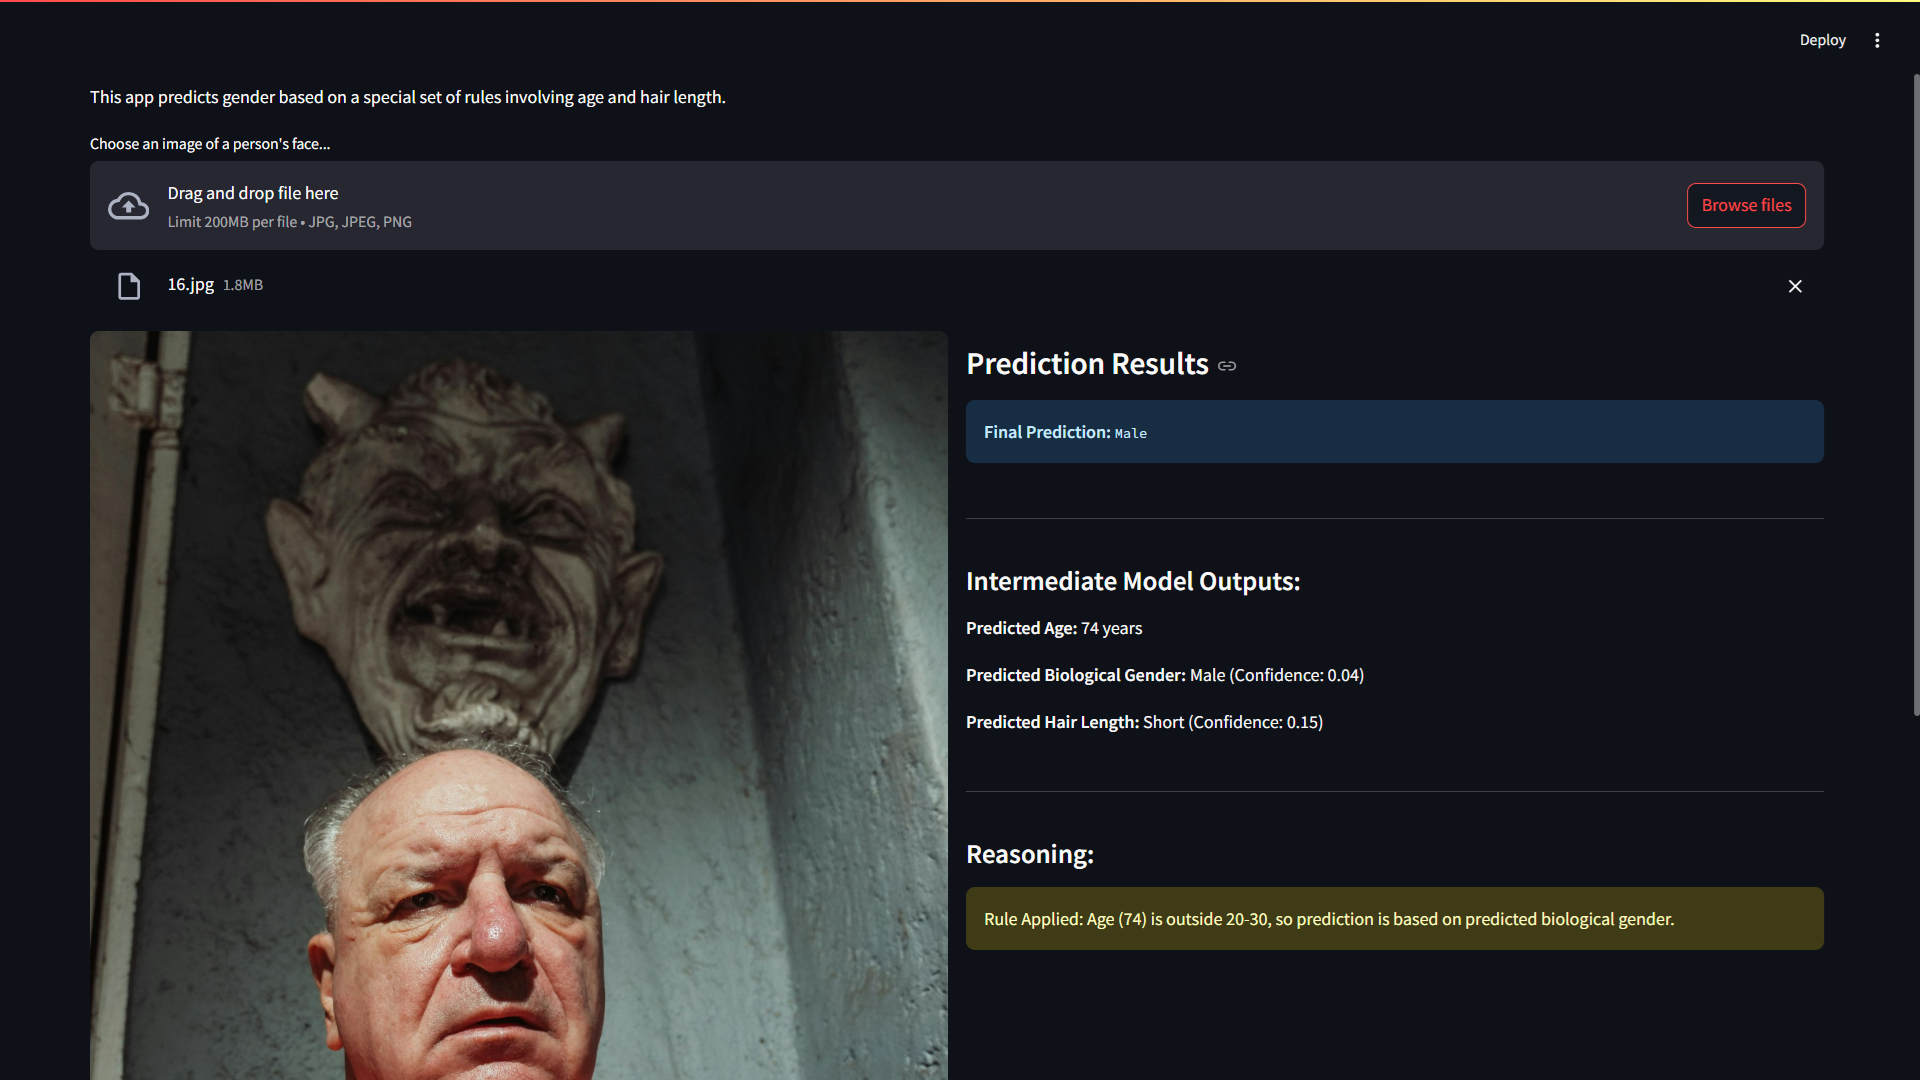 Deploy
This app predicts gender based on a special set of rules involving age and hair length.
Choose an image of a person's face...
Drag and drop file here
Limit 200MB per file • JPG, JPEG, PNG
Browse files
16.jpg 1.8MB
Prediction Results
Final Prediction: Male
Intermediate Model Outputs:
Predicted Age: 74 years
Predicted Biological Gender: Male (Confidence: 0.04)
Predicted Hair Length: Short (Confidence: 0.15)
Reasoning:
Rule Applied: Age (74) is outside 20-30, so prediction is based on predicted biological gender.